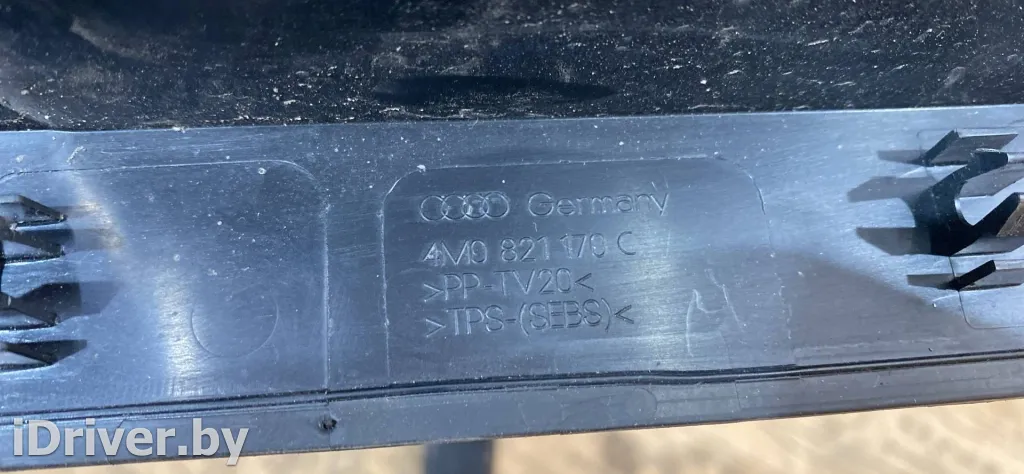 Germany
4M0 821 170 C
>PP-TV20<
>TPS-(SEBS)<
iDriver.by